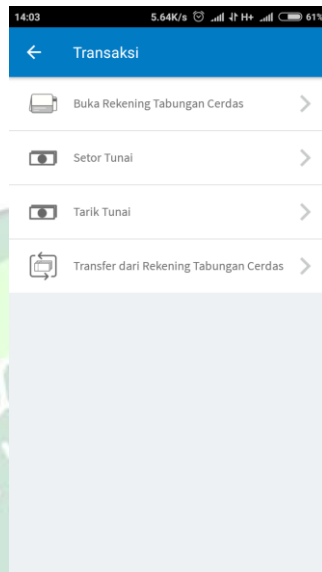 14:03 5.64K/s H+ 61%
Transaksi
Buka Rekening Tabungan Cerdas
Setor Tunai
Tarik Tunai
Transfer dari Rekening Tabungan Cerdas